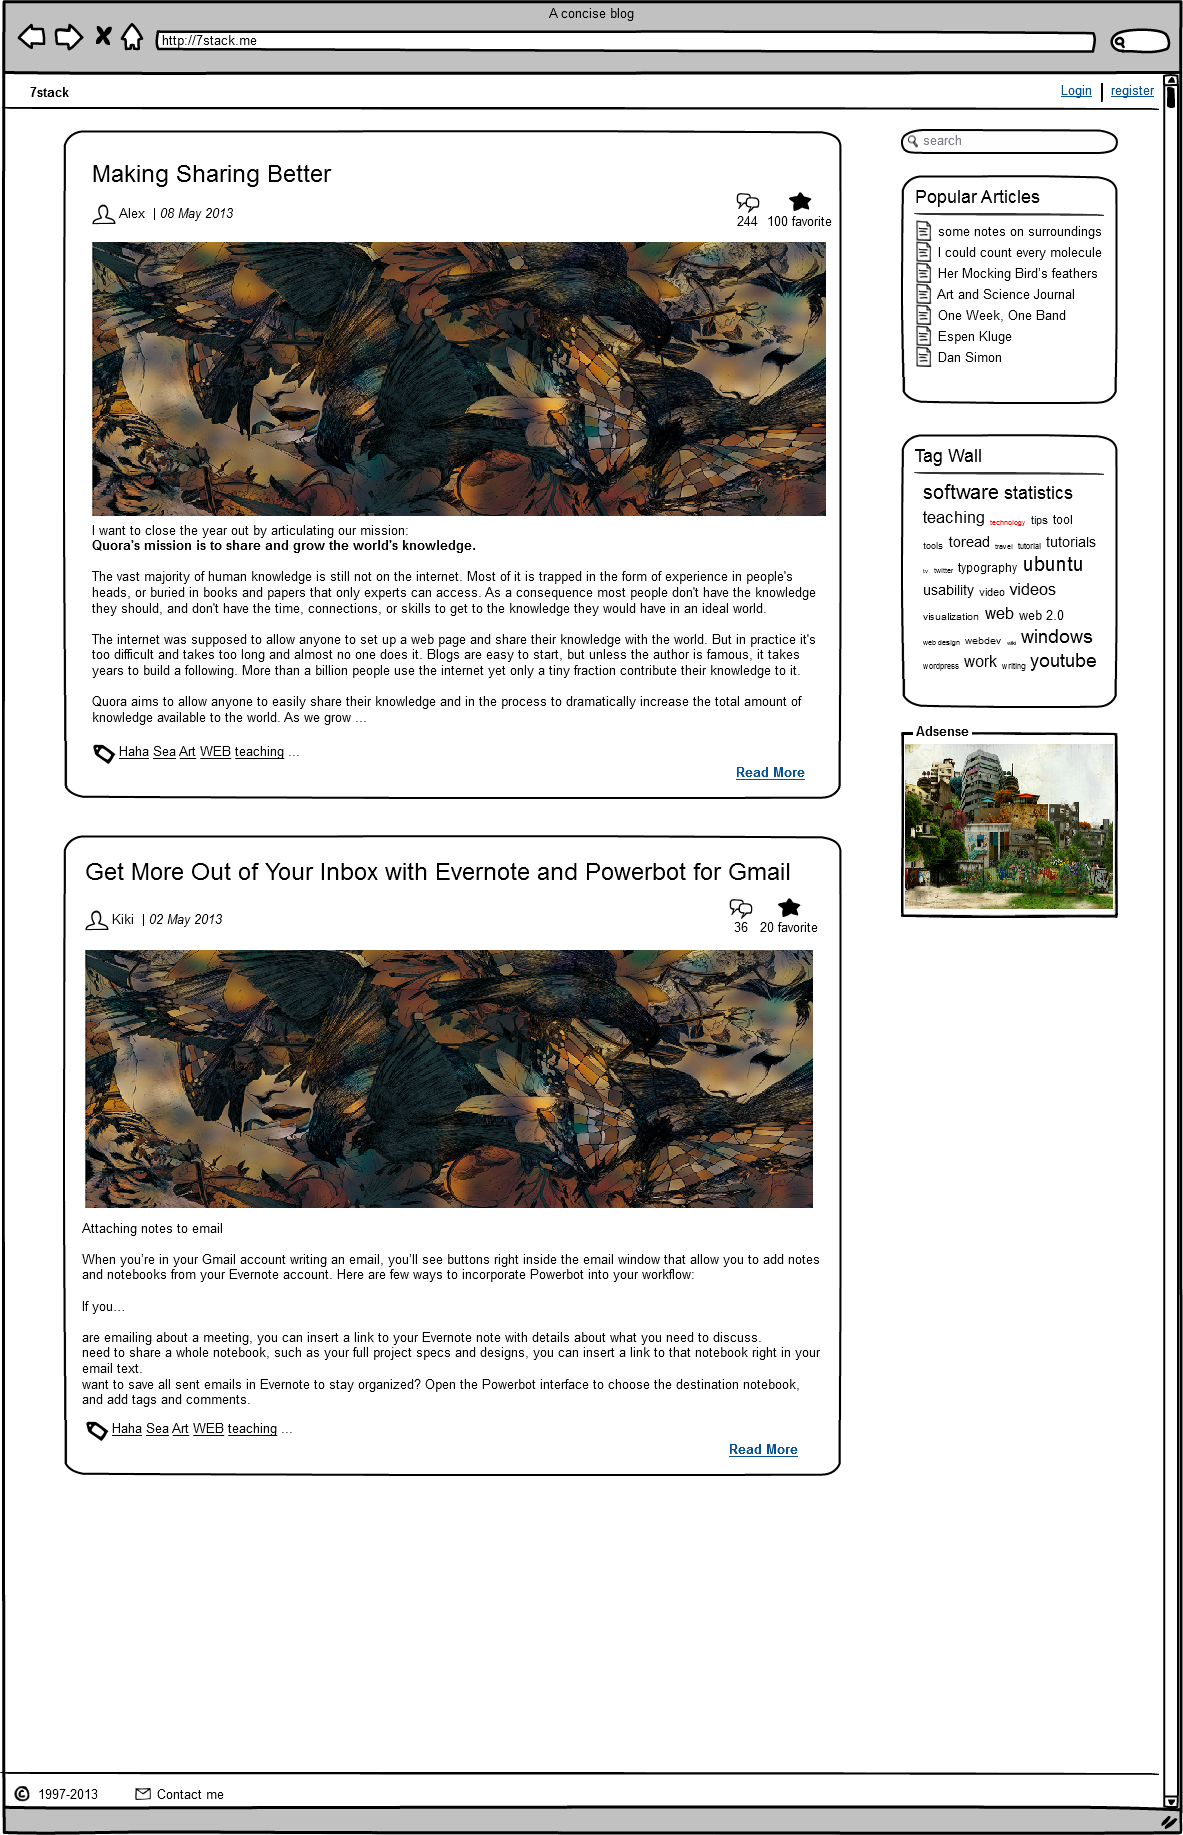 A concise blog
http://7stack.me
7stack
Login | register
Making Sharing Better
Alex | 08 May 2013
244 100 favorite
I want to close the year out by articulating our mission:
Quora's mission is to share and grow the world's knowledge.
The vast majority of human knowledge is still not on the internet. Most of it is trapped in the form of experience in people's
heads, or buried in books and papers that only experts can access. As a consequence most people don't have the knowledge
they should, and don't have the time, connections, or skills to get to the knowledge they would have in an ideal world.
The internet was supposed to allow anyone to set up a web page and share their knowledge with the world. But in practice it's
too difficult and takes too long and almost no one does it. Blogs are easy to start, but unless the author is famous, it takes
years to build a following. More than a billion people use the internet yet only a tiny fraction contribute their knowledge to it.
Quora aims to allow anyone to easily share their knowledge and in the process to dramatically increase the total amount of
knowledge available to the world. As we grow ...
Haha Sea Art WEB teaching ...
Read More
Get More Out of Your Inbox with Evernote and Powerbot for Gmail
Kiki | 02 May 2013
36 20 favorite
Attaching notes to email
When you’re in your Gmail account writing an email, you’ll see buttons right inside the email window that allow you to add notes
and notebooks from your Evernote account. Here are few ways to incorporate Powerbot into your workflow:
If you…
are emailing about a meeting, you can insert a link to your Evernote note with details about what you need to discuss.
need to share a whole notebook, such as your full project specs and designs, you can insert a link to that notebook right in your
email text.
want to save all sent emails in Evernote to stay organized? Open the Powerbot interface to choose the destination notebook,
and add tags and comments.
Haha Sea Art WEB teaching ...
Read More
search
Popular Articles
some notes on surroundings
I could count every molecule
Her Mocking Bird’s feathers
Art and Science Journal
One Week, One Band
Espen Kluge
Dan Simon
Tag Wall
software statistics
teaching technology tips tool
tools toread travel tutorial tutorials
tv twitter typography ubuntu
usability video videos
visualization web web 2.0
web design webdev wiki windows
wordpress work writing youtube
Adsense
© 1997-2013
Contact me